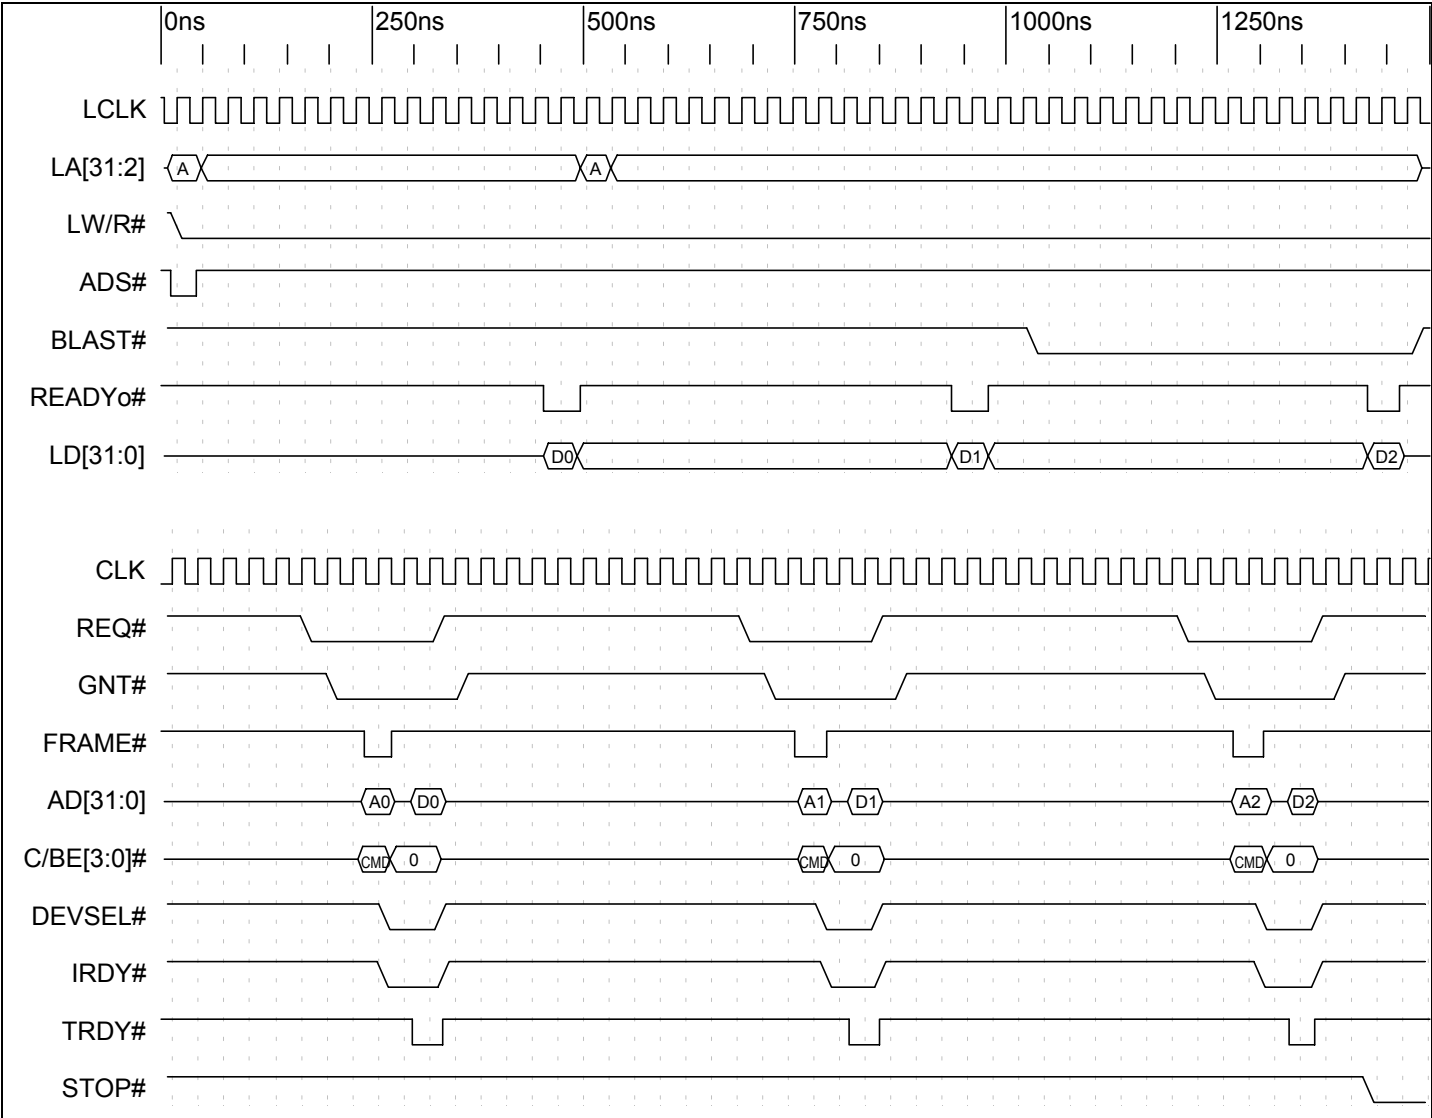 0ns 250ns 500ns 750ns 1000ns 1250ns
LCLK
LA[31:2] A A
LW/R#
ADS#
BLAST#
READYo#
LD[31:0] D0 D1 D2
CLK
REQ#
GNT#
FRAME#
AD[31:0] A0 D0 A1 D1 A2 D2
C/BE[3:0]# CMD 0 CMD 0 CMD 0
DEVSEL#
IRDY#
TRDY#
STOP#